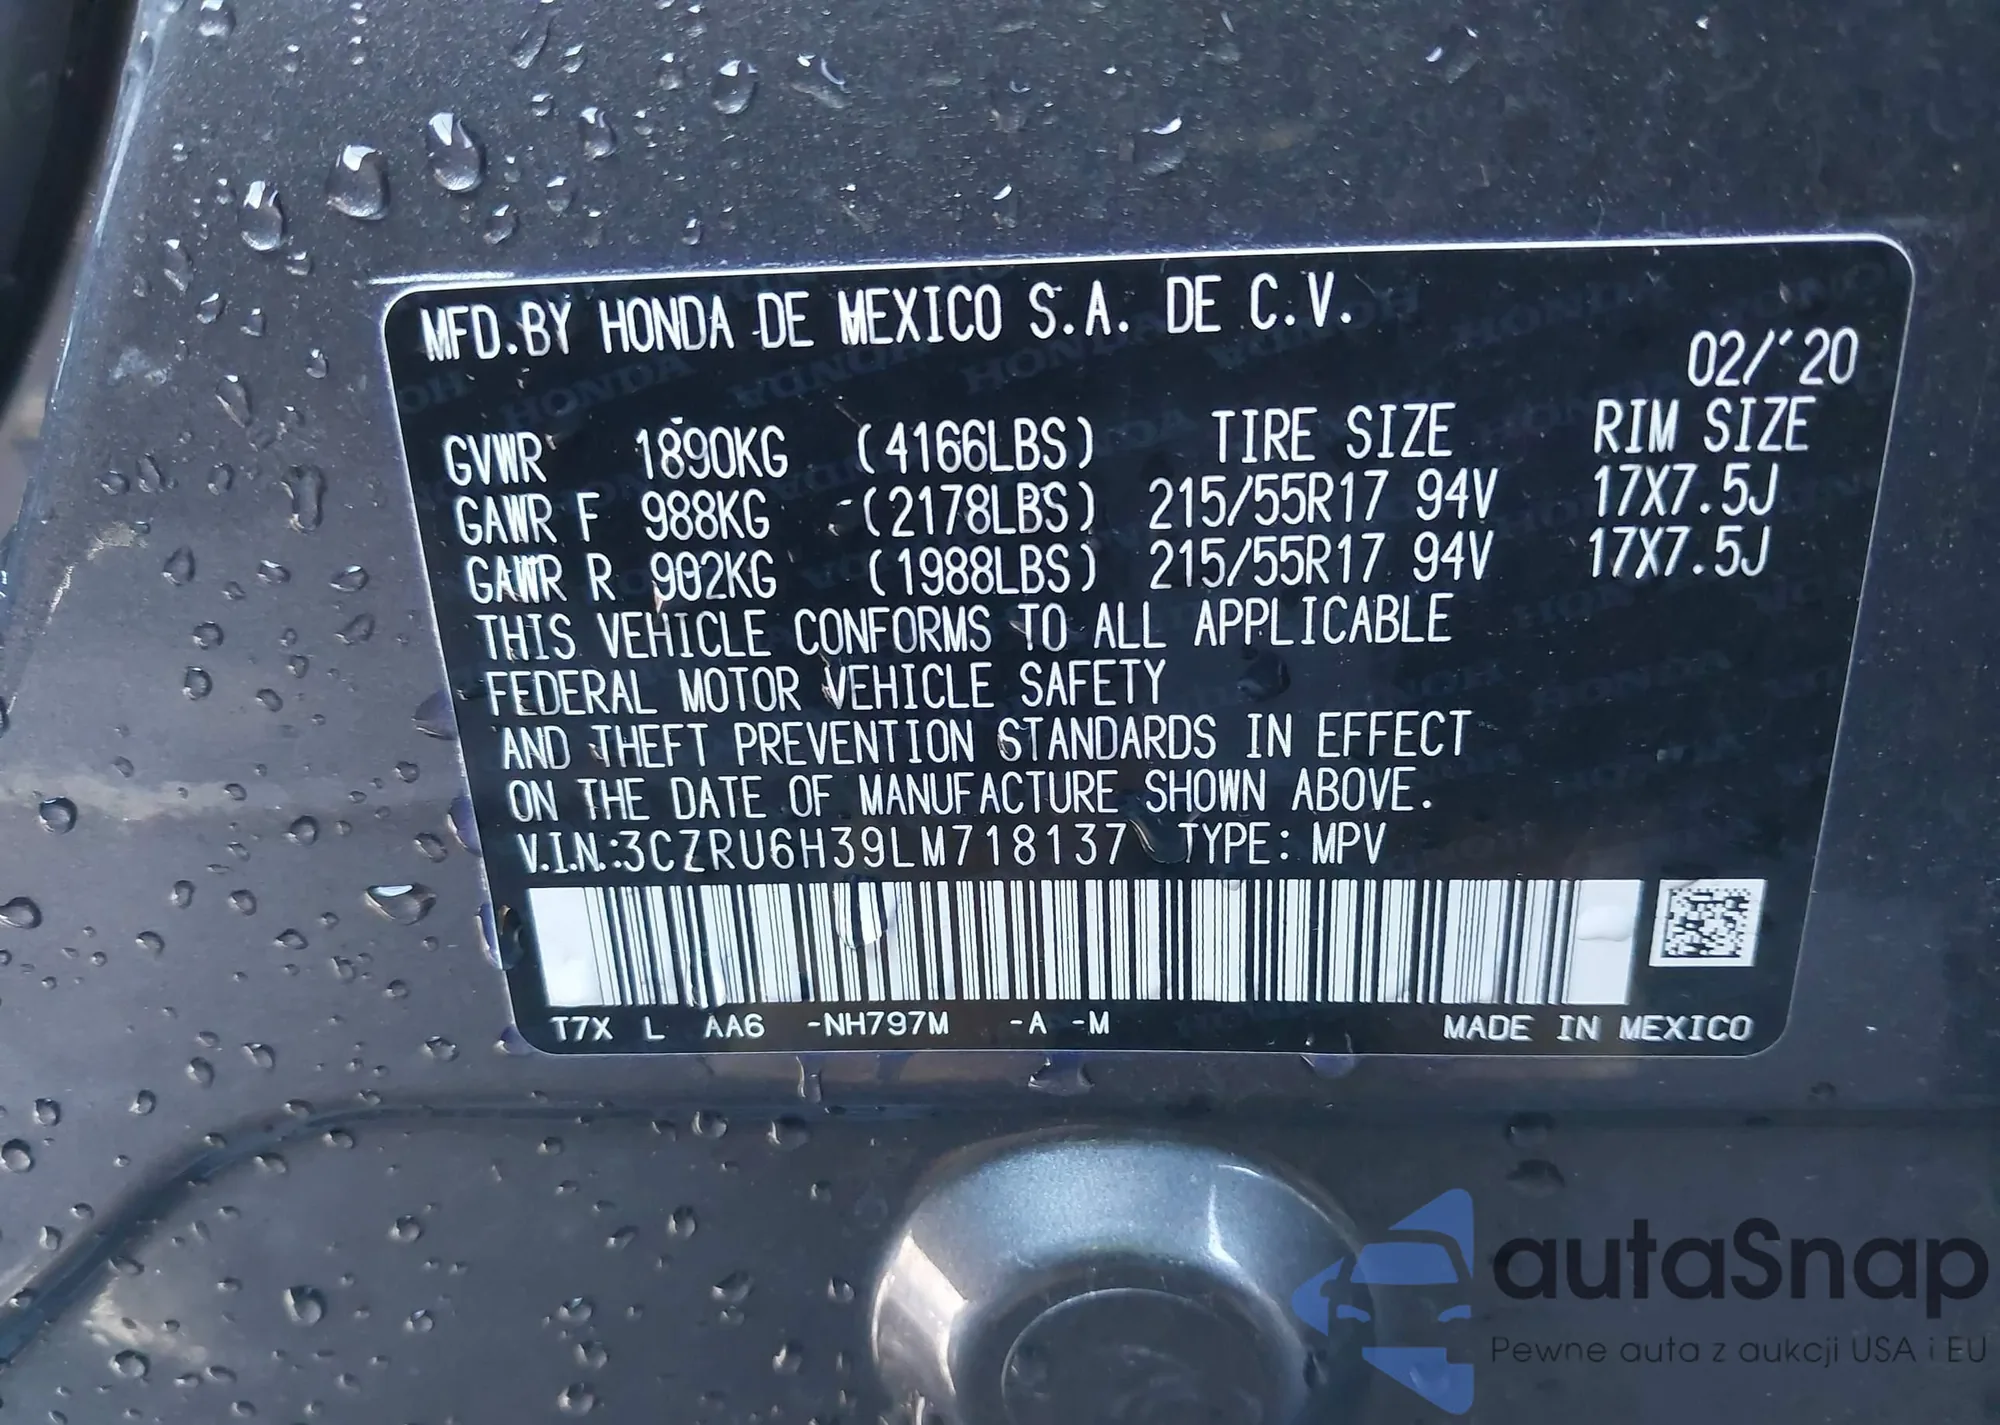 MFD.BY HONDA DE MEXICO S.A. DE C.V.
02/'20
GVWR 1890KG (4166LBS) TIRE SIZE RIM SIZE
GAWR F 988KG (2178LBS) 215/55R17 94V 17X7.5J
GAWR R 902KG (1988LBS) 215/55R17 94V 17X7.5J
THIS VEHICLE CONFORMS TO ALL APPLICABLE
FEDERAL MOTOR VEHICLE SAFETY
AND THEFT PREVENTION STANDARDS IN EFFECT
ON THE DATE OF MANUFACTURE SHOWN ABOVE.
V.I.N.:3CZRU6H39LM718137 TYPE: MPV
T7X L AA6 -NH797M -A -M MADE IN MEXICO
autaSnap
Pewne auta z aukcji USA i EU